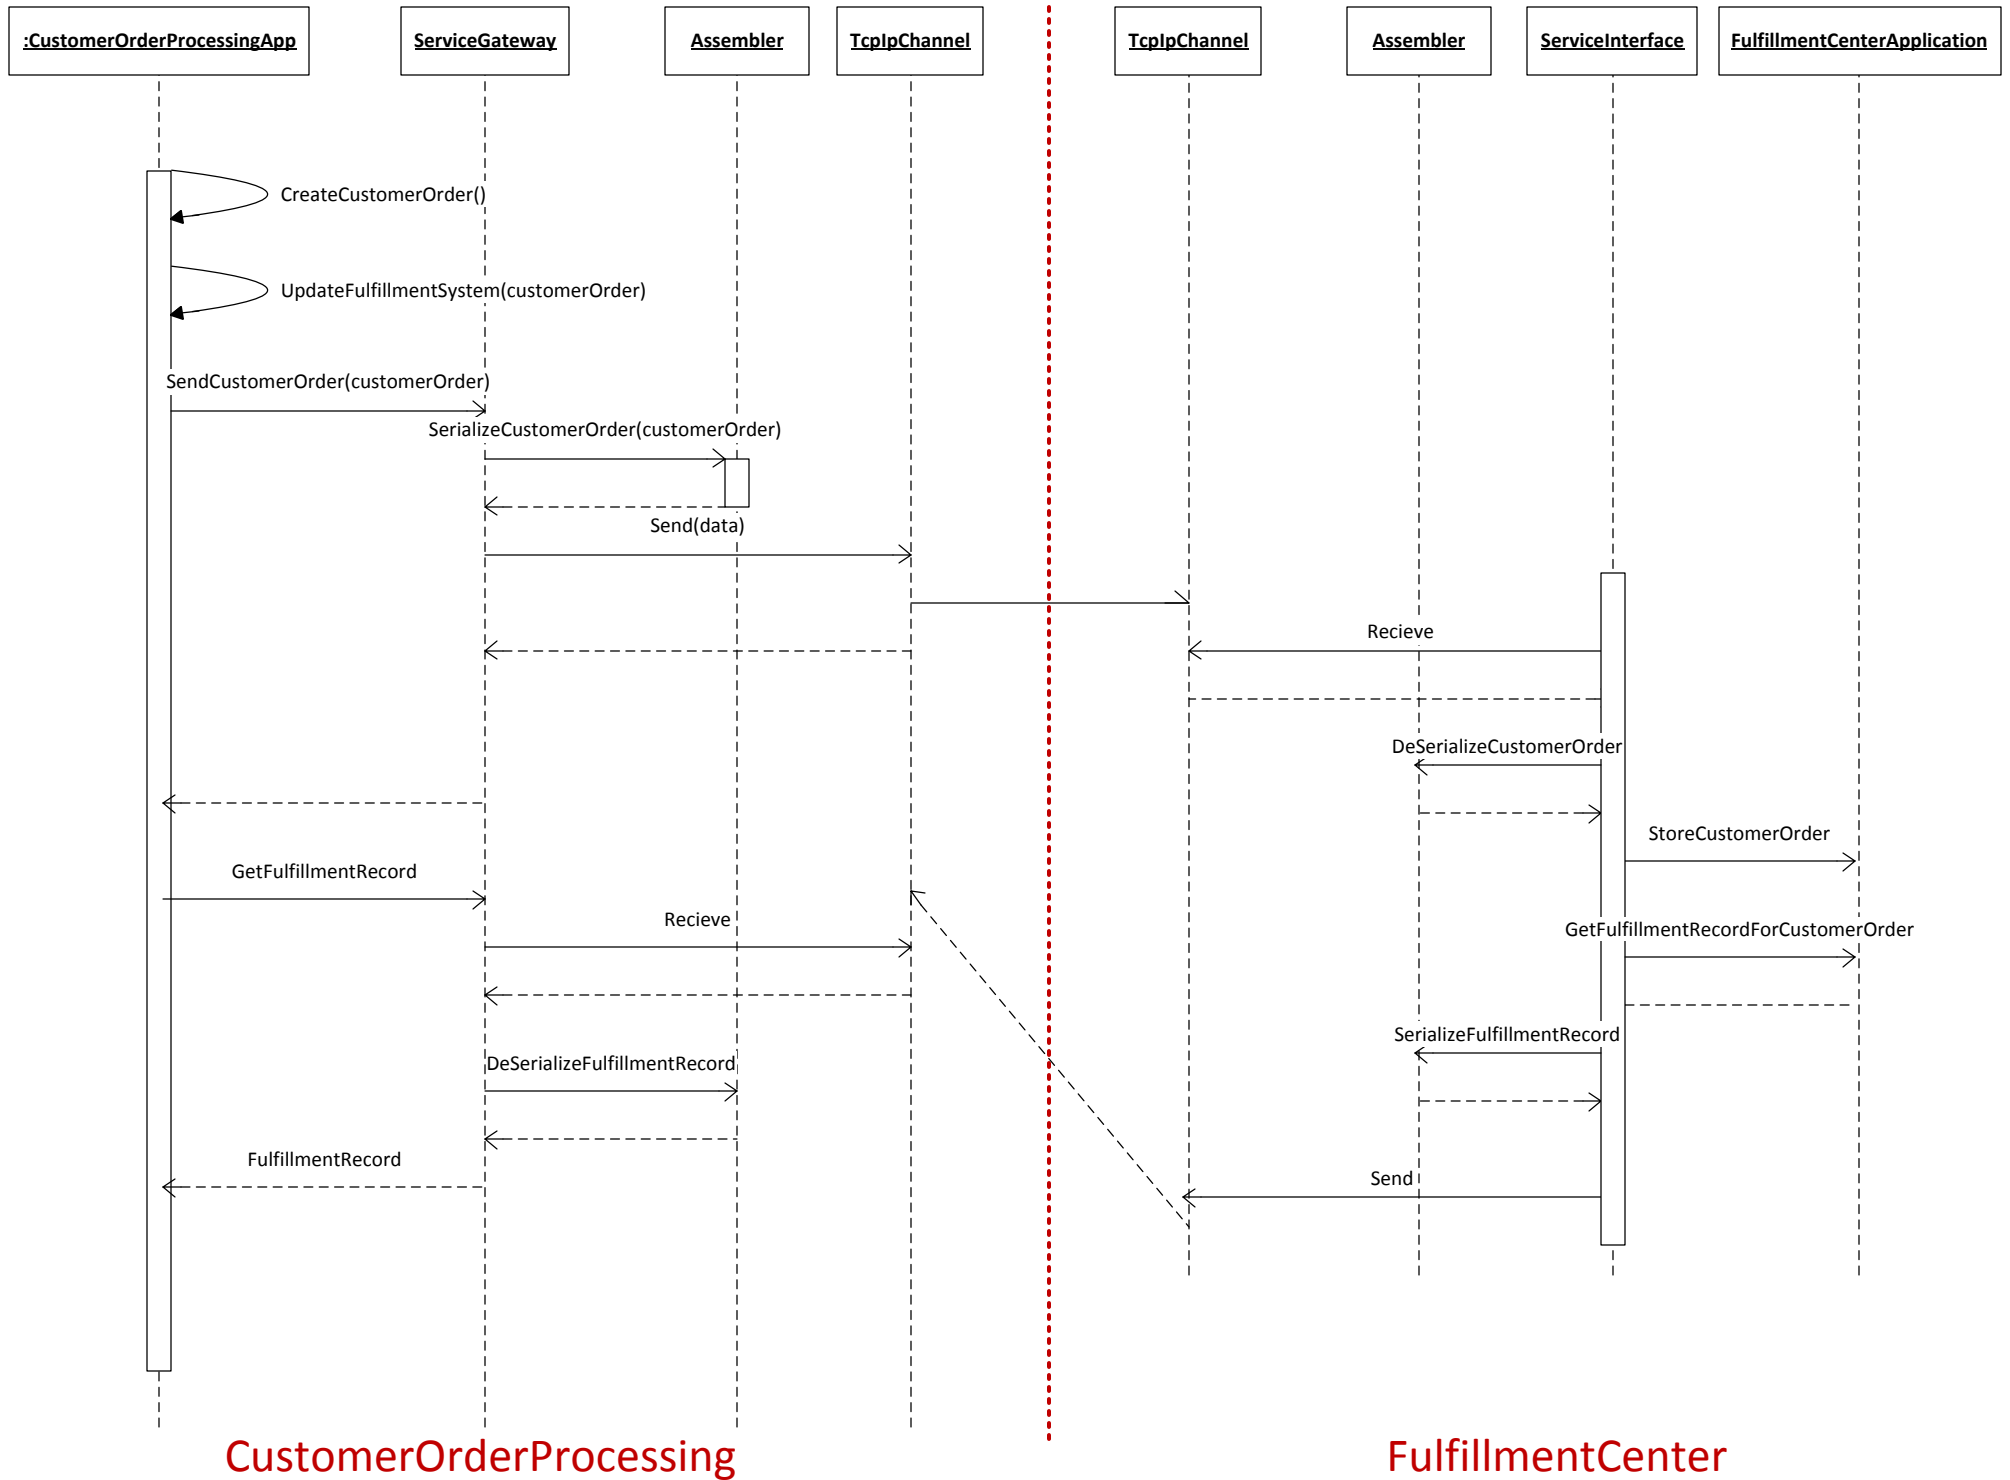 :CustomerOrderProcessingApp
ServiceGateway
Assembler
TcpIpChannel
TcpIpChannel
Assembler
ServiceInterface
FulfillmentCenterApplication
CreateCustomerOrder()
UpdateFulfillmentSystem(customerOrder)
SendCustomerOrder(customerOrder)
SerializeCustomerOrder(customerOrder)
Send(data)
Recieve
DeSerializeCustomerOrder
StoreCustomerOrder
GetFulfillmentRecord
Recieve
GetFulfillmentRecordForCustomerOrder
SerializeFulfillmentRecord
DeSerializeFulfillmentRecord
FulfillmentRecord
Send
CustomerOrderProcessing
FulfillmentCenter